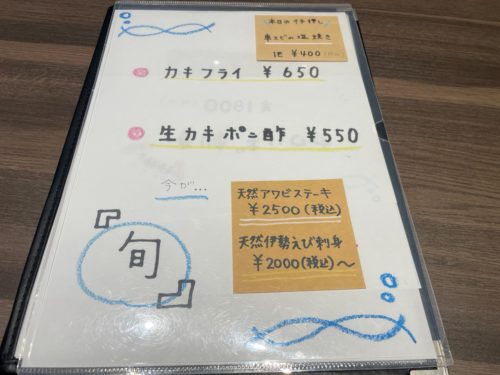 本日のイチ押し
車エビの塩焼き
1匹 ¥400
カキフライ ¥650
生カキポン酢 ¥550
今が…
旬
天然アワビステーキ
¥2500(税込)
天然伊勢えび刺身
¥2000(税込)～